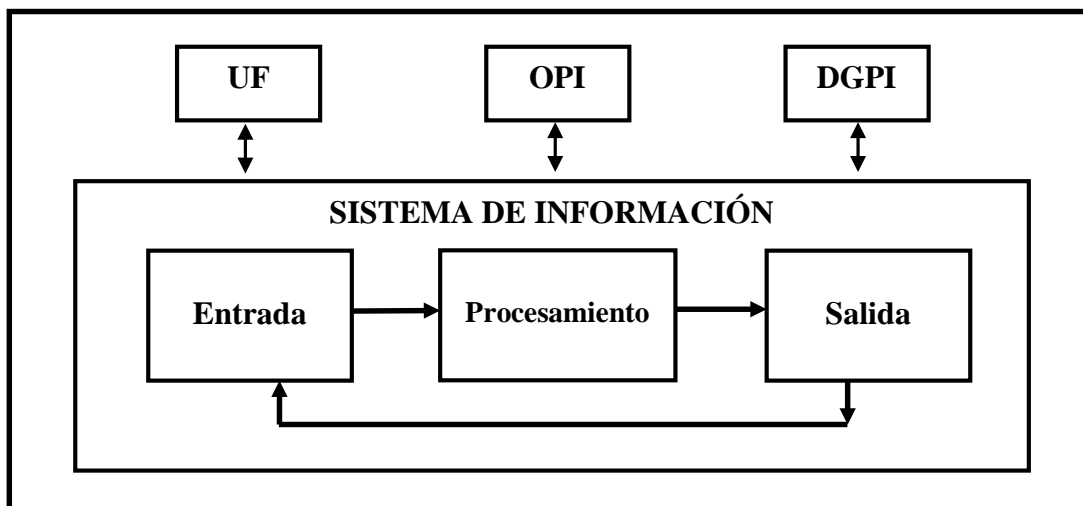 UF
OPI
DGPI
SISTEMA DE INFORMACIÓN
Entrada
Procesamiento
Salida